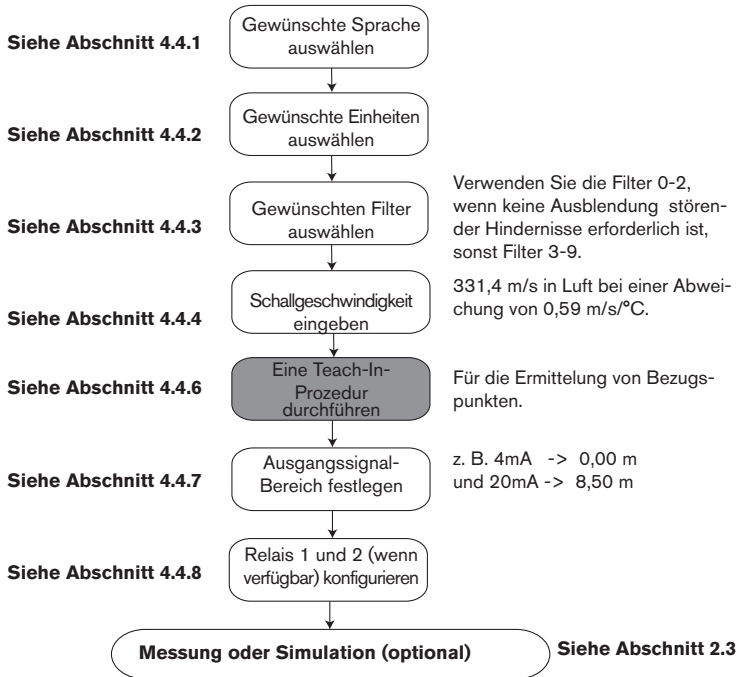 Siehe Abschnitt 4.4.1
Gewünschte Sprache
auswählen
Siehe Abschnitt 4.4.2
Gewünschte Einheiten
auswählen
Siehe Abschnitt 4.4.3
Gewünschten Filter
auswählen
Verwenden Sie die Filter 0-2,
wenn keine Ausblendung stören-
der Hindernisse erforderlich ist,
sonst Filter 3-9.
Siehe Abschnitt 4.4.4
Schallgeschwindigkeit
eingeben
331,4 m/s in Luft bei einer Abwei-
chung von 0,59 m/s/°C.
Siehe Abschnitt 4.4.6
Eine Teach-In-
Prozedur
durchführen
Für die Ermittelung von Bezugs-
punkten.
Siehe Abschnitt 4.4.7
Ausgangssignal-
Bereich festlegen
z. B. 4mA -> 0,00 m
und 20mA -> 8,50 m
Siehe Abschnitt 4.4.8
Relais 1 und 2 (wenn
verfügbar) konfigurieren
Messung oder Simulation (optional)
Siehe Abschnitt 2.3